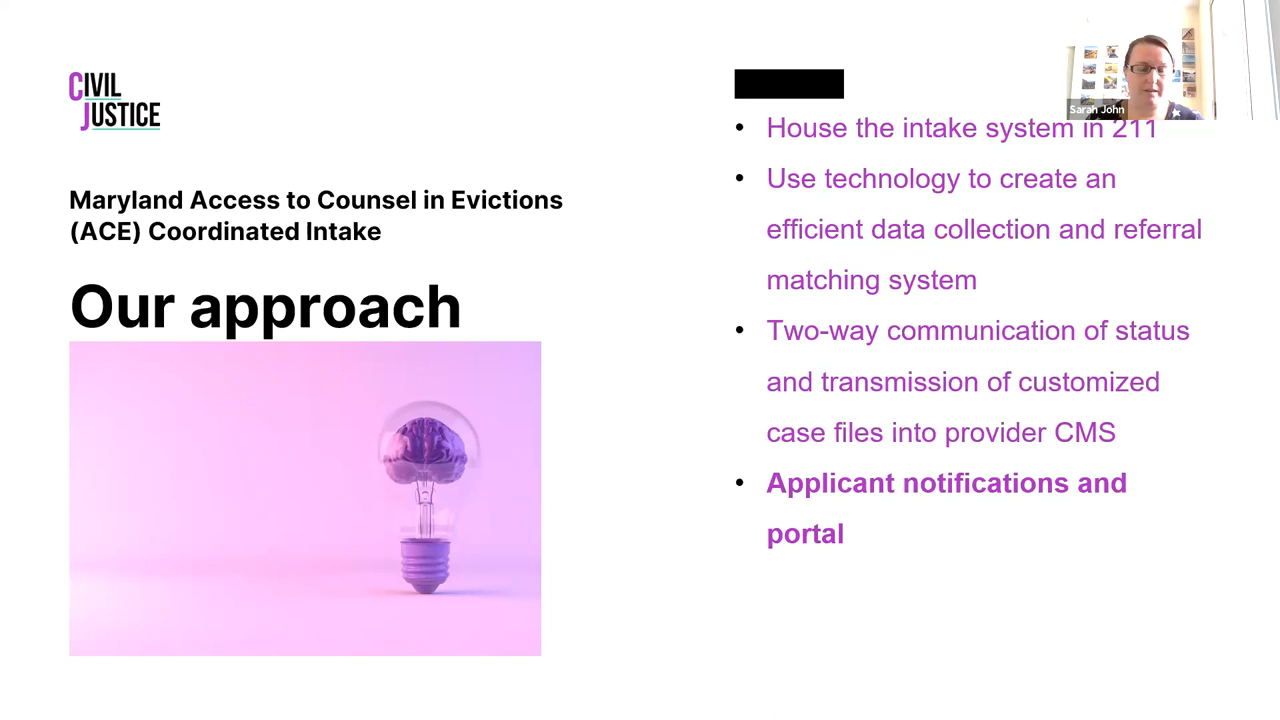 CIVIL
JUSTICE
Maryland Access to Counsel in Evictions
(ACE) Coordinated Intake
Our approach
Sarah John
• House the intake system in 211
• Use technology to create an
efficient data collection and referral
matching system
• Two-way communication of status
and transmission of customized
case files into provider CMS
• Applicant notifications and
portal